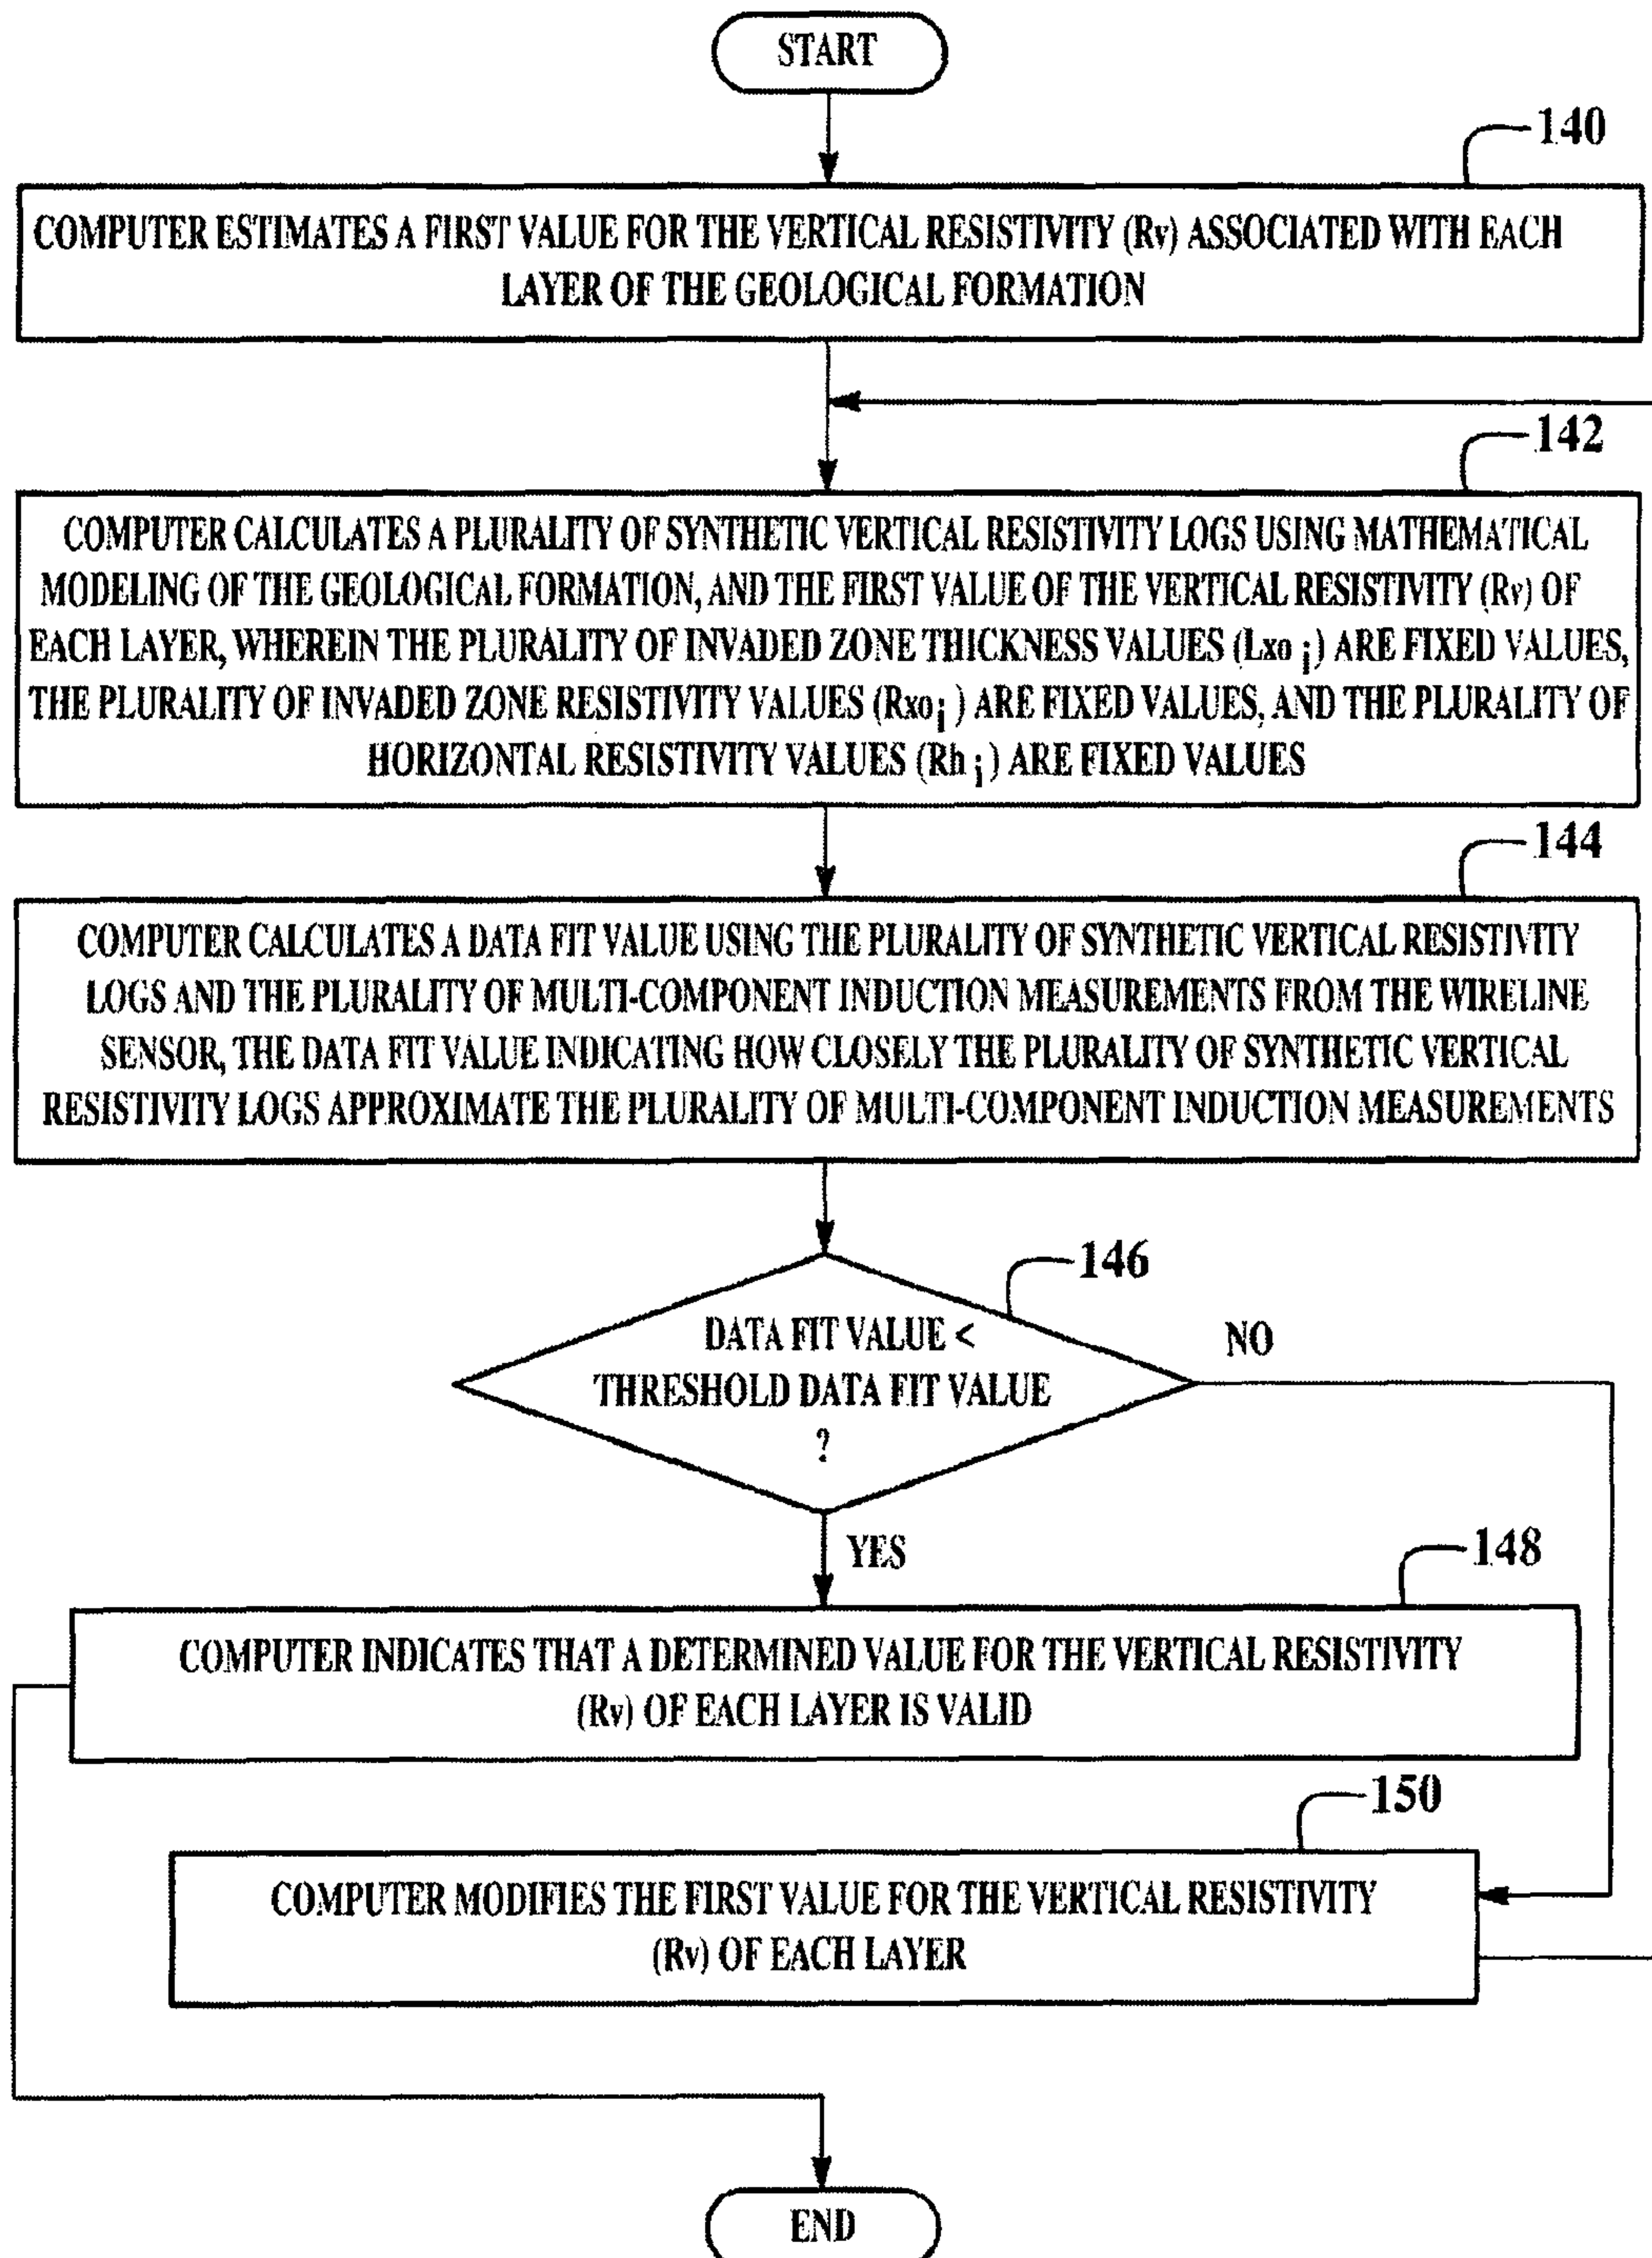 START
140
COMPUTER ESTIMATES A FIRST VALUE FOR THE VERTICAL RESISTIVITY (Rv) ASSOCIATED WITH EACH
LAYER OF THE GEOLOGICAL FORMATION
142
COMPUTER CALCULATES A PLURALITY OF SYNTHETIC VERTICAL RESISTIVITY LOGS USING MATHEMATICAL
MODELING OF THE GEOLOGICAL FORMATION, AND THE FIRST VALUE OF THE VERTICAL RESISTIVITY (Rv) OF
EACH LAYER, WHEREIN THE PLURALITY OF INVADED ZONE THICKNESS VALUES (Lxo i) ARE FIXED VALUES,
THE PLURALITY OF INVADED ZONE RESISTIVITY VALUES (Rxo i) ARE FIXED VALUES, AND THE PLURALITY OF
HORIZONTAL RESISTIVITY VALUES (Rh i) ARE FIXED VALUES
144
COMPUTER CALCULATES A DATA FIT VALUE USING THE PLURALITY OF SYNTHETIC VERTICAL RESISTIVITY
LOGS AND THE PLURALITY OF MULTI-COMPONENT INDUCTION MEASUREMENTS FROM THE WIRELINE
SENSOR, THE DATA FIT VALUE INDICATING HOW CLOSELY THE PLURALITY OF SYNTHETIC VERTICAL
RESISTIVITY LOGS APPROXIMATE THE PLURALITY OF MULTI-COMPONENT INDUCTION MEASUREMENTS
146
DATA FIT VALUE <
THRESHOLD DATA FIT VALUE
?
NO
YES
148
COMPUTER INDICATES THAT A DETERMINED VALUE FOR THE VERTICAL RESISTIVITY
(Rv) OF EACH LAYER IS VALID
150
COMPUTER MODIFIES THE FIRST VALUE FOR THE VERTICAL RESISTIVITY
(Rv) OF EACH LAYER
END